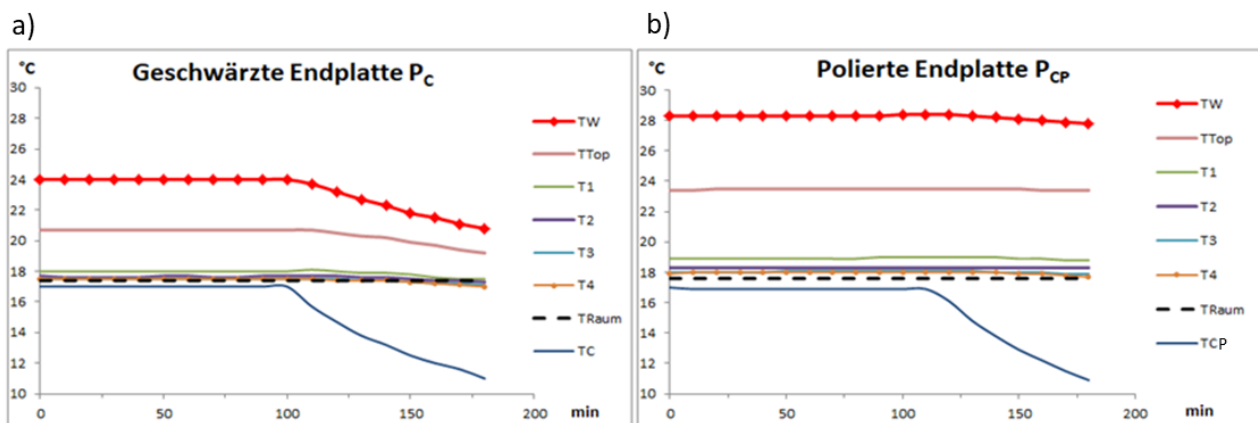 a)
°C
Geschwärzte Endplatte PC
30
28
26
24
22
20
18
16
14
12
10
0
50
100
150
200
min
TW
TTop
T1
T2
T3
T4
TRaum
TC
b)
°C
Polierte Endplatte PCP
30
28
26
24
22
20
18
16
14
12
10
0
50
100
150
200
min
TW
TTop
T1
T2
T3
T4
TRaum
TCP